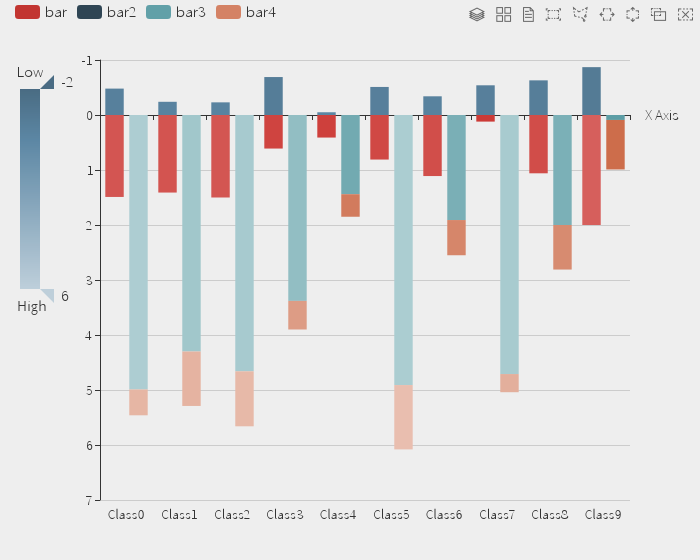 bar bar2 bar3 bar4
Low
-2
6
High
-1
0
1
2
3
4
5
6
7
X Axis
Class0 Class1 Class2 Class3 Class4 Class5 Class6 Class7 Class8 Class9